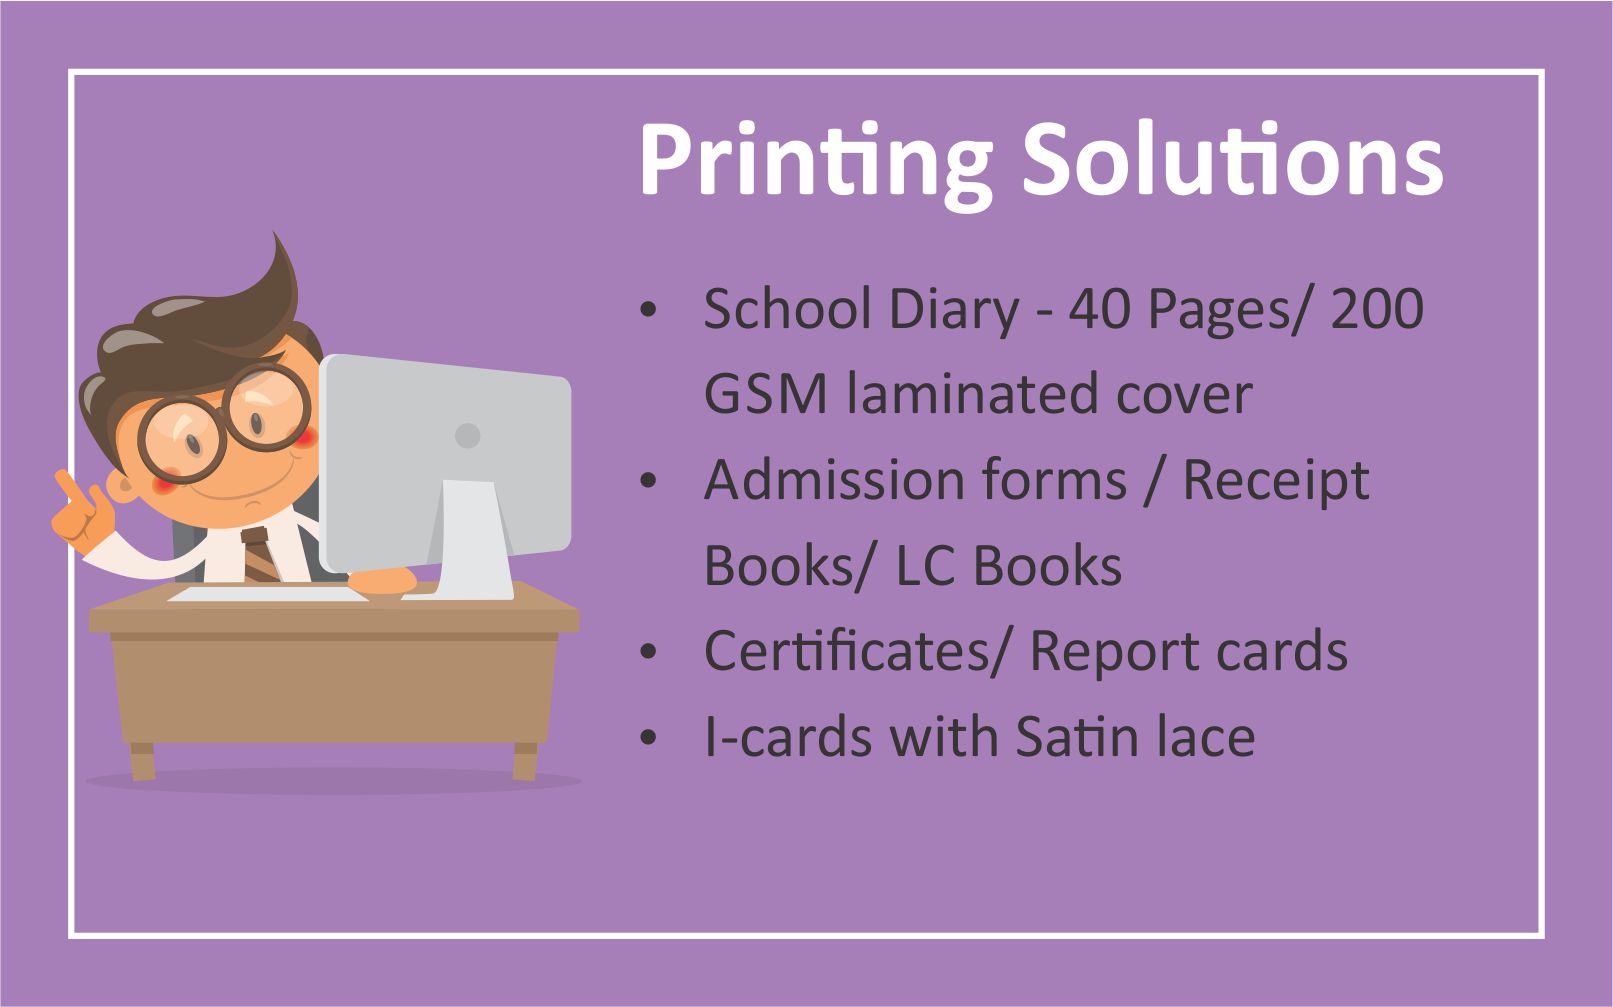 Printing Solutions
• School Diary - 40 Pages/ 200
GSM laminated cover
• Admission forms / Receipt
Books/ LC Books
• Certificates/ Report cards
• I-cards with Satin lace